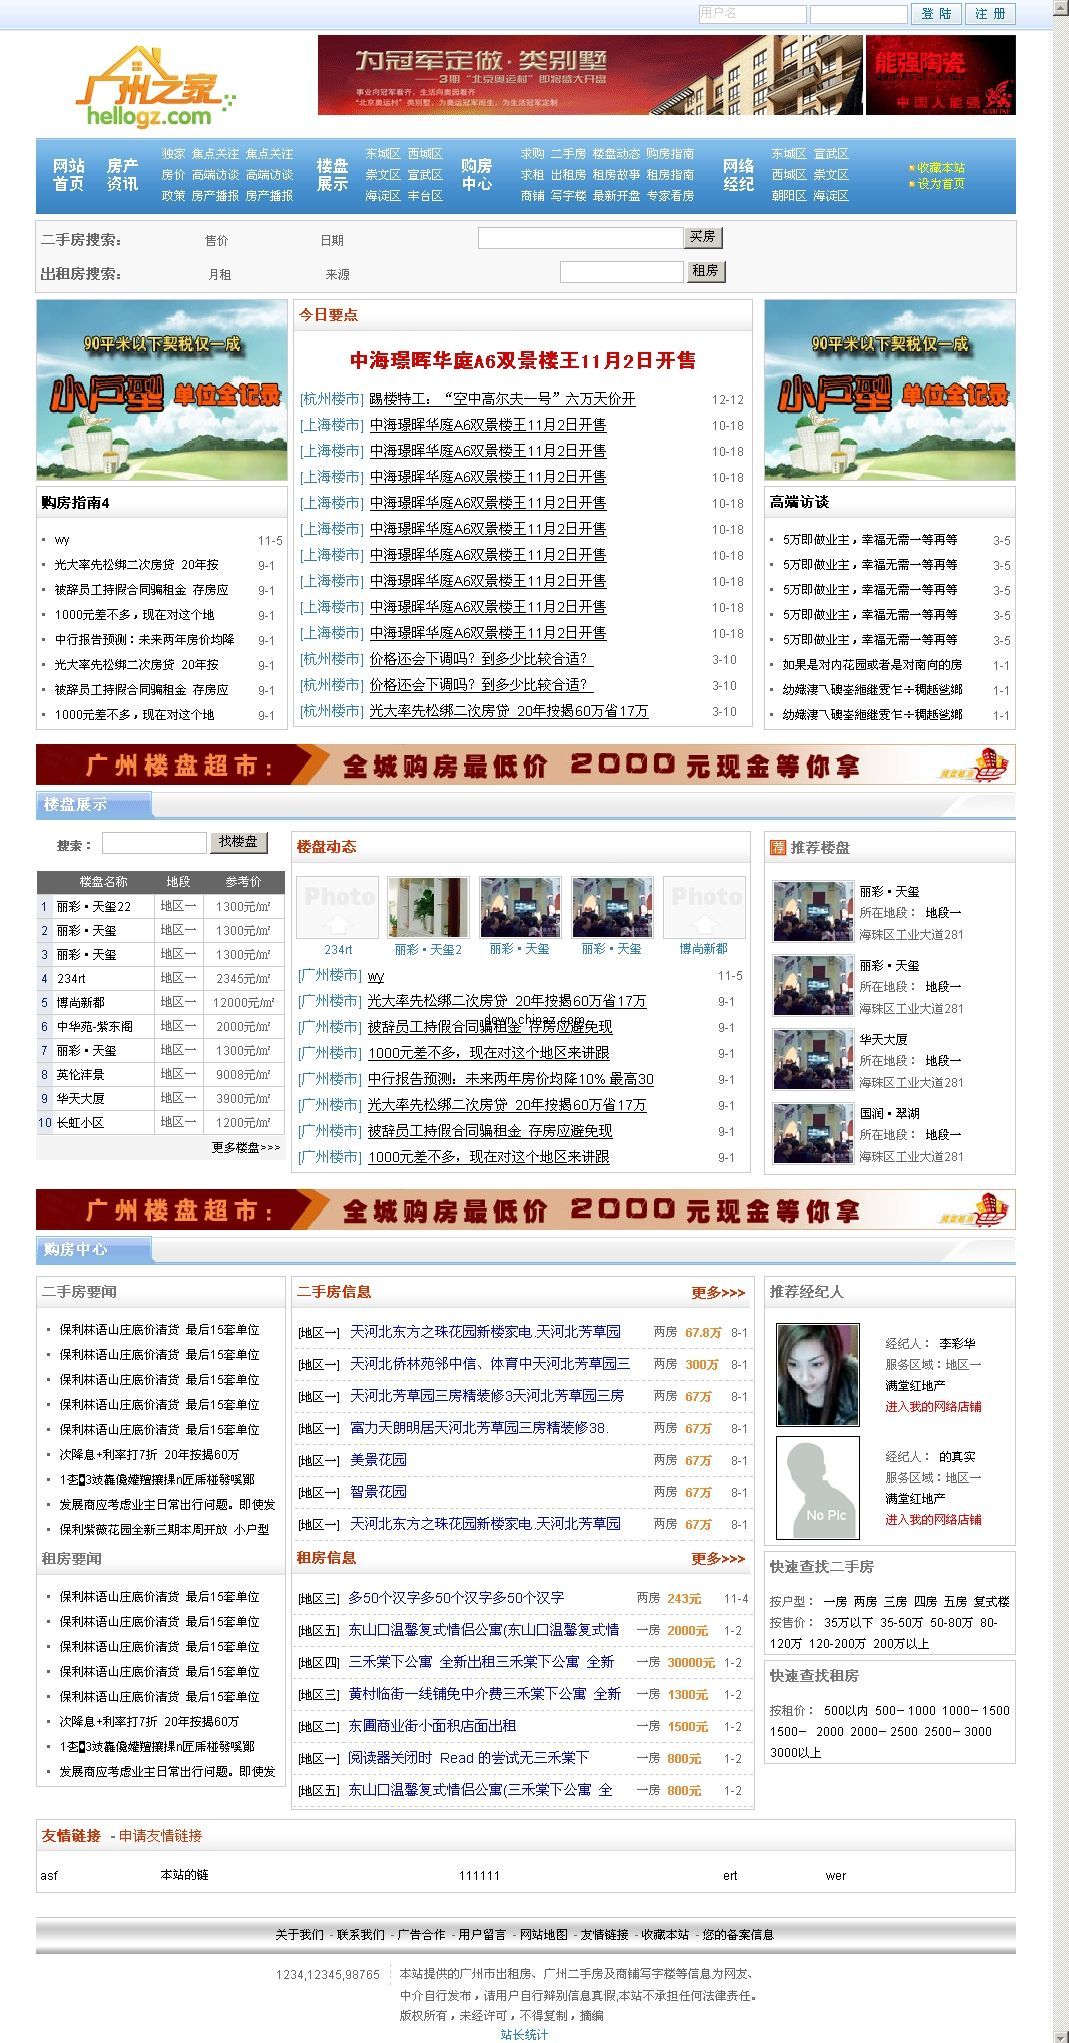 用户名 登 陆 注 册
广州之家
hellogz.com
为冠军定做·类别墅
——3期“北京奥运村”即将盛大开盘
事业向冠军看齐，生活向奥园看齐
“北京奥运村”类别墅，为奥运冠军而生，为生活冠军定制
能强陶瓷
中国人能强
网站首页 房产资讯 楼盘展示 购房中心 网络经纪
独家 焦点关注 焦点关注 东城区 西城区 求购 二手房 楼盘动态 购房指南 东城区 宣武区
房价 高端访谈 高端访谈 崇文区 宣武区 求租 出租房 租房故事 租房指南 西城区 崇文区
政策 房产播报 房产播报 海淀区 丰台区 商铺 写字楼 最新开盘 专家看房 朝阳区 海淀区
收藏本站
设为首页
二手房搜索： 售价 日期 买房
出租房搜索： 月租 来源 租房
90平米以下契税仅一成
小户型 单位全记录
购房指南4
wy 11-5
光大率先松绑二次房贷 20年按 9-1
被辞员工持假合同骗租金 存房应 9-1
1000元差不多，现在对这个地 9-1
中行报告预测：未来两年房价均降 9-1
光大率先松绑二次房贷 20年按 9-1
被辞员工持假合同骗租金 存房应 9-1
1000元差不多，现在对这个地 9-1
今日要点
中海璟晖华庭A6双景楼王11月2日开售
[杭州楼市] 踢楼特工：“空中高尔夫一号”六万天价开 12-12
[上海楼市] 中海璟晖华庭A6双景楼王11月2日开售 10-18
[上海楼市] 中海璟晖华庭A6双景楼王11月2日开售 10-18
[上海楼市] 中海璟晖华庭A6双景楼王11月2日开售 10-18
[上海楼市] 中海璟晖华庭A6双景楼王11月2日开售 10-18
[上海楼市] 中海璟晖华庭A6双景楼王11月2日开售 10-18
[上海楼市] 中海璟晖华庭A6双景楼王11月2日开售 10-18
[上海楼市] 中海璟晖华庭A6双景楼王11月2日开售 10-18
[上海楼市] 中海璟晖华庭A6双景楼王11月2日开售 10-18
[上海楼市] 中海璟晖华庭A6双景楼王11月2日开售 10-18
[杭州楼市] 价格还会下调吗？到多少比较合适？ 3-10
[杭州楼市] 价格还会下调吗？到多少比较合适？ 3-10
[杭州楼市] 光大率先松绑二次房贷 20年按揭60万省17万 3-10
90平米以下契税仅一成
小户型 单位全记录
高端访谈
5万即做业主，幸福无需一等再等 3-5
5万即做业主，幸福无需一等再等 3-5
5万即做业主，幸福无需一等再等 3-5
5万即做业主，幸福无需一等再等 3-5
5万即做业主，幸福无需一等再等 3-5
如果是对内花园或者是对南向的房 1-1
1-1
1-1
广州楼盘超市： 全城购房最低价 2000元现金等你拿
楼盘展示
搜索： 找楼盘
楼盘名称 地段 参考价
1 丽彩·天玺22 地区一 1300元/㎡
2 丽彩·天玺 地区一 1300元/㎡
3 丽彩·天玺 地区一 1300元/㎡
4 234rt 地区一 2345元/㎡
5 博尚新都 地区一 12000元/㎡
6 中华苑-紫东阁 地区一 2000元/㎡
7 丽彩·天玺 地区一 1300元/㎡
8 英伦沣景 地区一 9008元/㎡
9 华天大厦 地区一 3900元/㎡
10 长虹小区 地区一 1200元/㎡
更多楼盘>>>
楼盘动态
Photo Photo
234rt 丽彩·天玺2 丽彩·天玺 丽彩·天玺 博尚新都
[广州楼市] wy 11-5
[广州楼市] 光大率先松绑二次房贷 20年按揭60万省17万 9-1
down.chinaz.com
[广州楼市] 被辞员工持假合同骗租金 存房应避免现 9-1
[广州楼市] 1000元差不多，现在对这个地区来讲跟 9-1
[广州楼市] 中行报告预测：未来两年房价均降10% 最高30 9-1
[广州楼市] 光大率先松绑二次房贷 20年按揭60万省17万 9-1
[广州楼市] 被辞员工持假合同骗租金 存房应避免现 9-1
[广州楼市] 1000元差不多，现在对这个地区来讲跟 9-1
荐 推荐楼盘
丽彩·天玺
所在地段： 地段一
海珠区工业大道281
丽彩·天玺
所在地段： 地段一
海珠区工业大道281
华天大厦
所在地段： 地段一
海珠区工业大道281
国润·翠湖
所在地段： 地段一
海珠区工业大道281
广州楼盘超市： 全城购房最低价 2000元现金等你拿
购房中心
二手房要闻
保利林语山庄底价清货 最后15套单位
保利林语山庄底价清货 最后15套单位
保利林语山庄底价清货 最后15套单位
保利林语山庄底价清货 最后15套单位
保利林语山庄底价清货 最后15套单位
次降息+利率打7折 20年按揭60万
发展商应考虑业主日常出行问题。即使发
保利紫薇花园全新三期本周开放 小户型
租房要闻
保利林语山庄底价清货 最后15套单位
保利林语山庄底价清货 最后15套单位
保利林语山庄底价清货 最后15套单位
保利林语山庄底价清货 最后15套单位
保利林语山庄底价清货 最后15套单位
次降息+利率打7折 20年按揭60万
发展商应考虑业主日常出行问题。即使发
二手房信息 更多>>>
[地区一] 天河北东方之珠花园新楼家电.天河北芳草园 两房 67.8万 8-1
[地区一] 天河北侨林苑邻中信、体育中天河北芳草园三 两房 300万 8-1
[地区一] 天河北芳草园三房精装修3天河北芳草园三房 两房 67万 8-1
[地区一] 富力天朗明居天河北芳草园三房精装修38. 两房 67万 8-1
[地区一] 美景花园 两房 67万 8-1
[地区一] 智景花园 两房 67万 8-1
[地区一] 天河北东方之珠花园新楼家电.天河北芳草园 两房 67万 8-1
租房信息 更多>>>
[地区三] 多50个汉字多50个汉字多50个汉字 两房 243元 11-4
[地区五] 东山口温馨复式情侣公寓(东山口温馨复式情 一房 2000元 1-2
[地区四] 三禾棠下公寓 全新出租三禾棠下公寓 全新 一房 30000元 1-2
[地区三] 黄村临街一线铺免中介费三禾棠下公寓 全新 一房 1300元 1-2
[地区二] 东圃商业街小面积店面出租 一房 1500元 1-2
[地区一] 阅读器关闭时 Read 的尝试无三禾棠下 一房 800元 1-2
[地区五] 东山口温馨复式情侣公寓(三禾棠下公寓 全 一房 800元 1-2
推荐经纪人
经纪人： 李彩华
服务区域：地区一
满堂红地产
进入我的网络店铺
No Pic
经纪人： 的真实
服务区域：地区一
满堂红地产
进入我的网络店铺
快速查找二手房
按户型： 一房 两房 三房 四房 五房 复式楼
按售价： 35万以下 35-50万 50-80万 80-
120万 120-200万 200万以上
快速查找租房
按租价： 500以内 500－1000 1000－1500
1500－ 2000 2000－2500 2500－3000
3000以上
友情链接 -申请友情链接
asf 本站的链 111111 ert wer
关于我们 - 联系我们 - 广告合作 - 用户留言 - 网站地图 - 友情链接 - 收藏本站 - 您的备案信息
1234,12345,98765
本站提供的广州市出租房、广州二手房及商铺写字楼等信息为网友、
中介自行发布，请用户自行辩别信息真假,本站不承担任何法律责任。
版权所有，未经许可，不得复制，摘编
站长统计